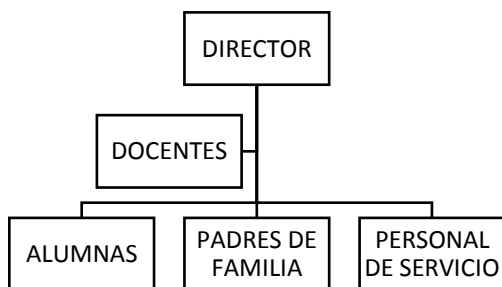 DIRECTOR
DOCENTES
ALUMNAS
PADRES DE
FAMILIA
PERSONAL
DE SERVICIO